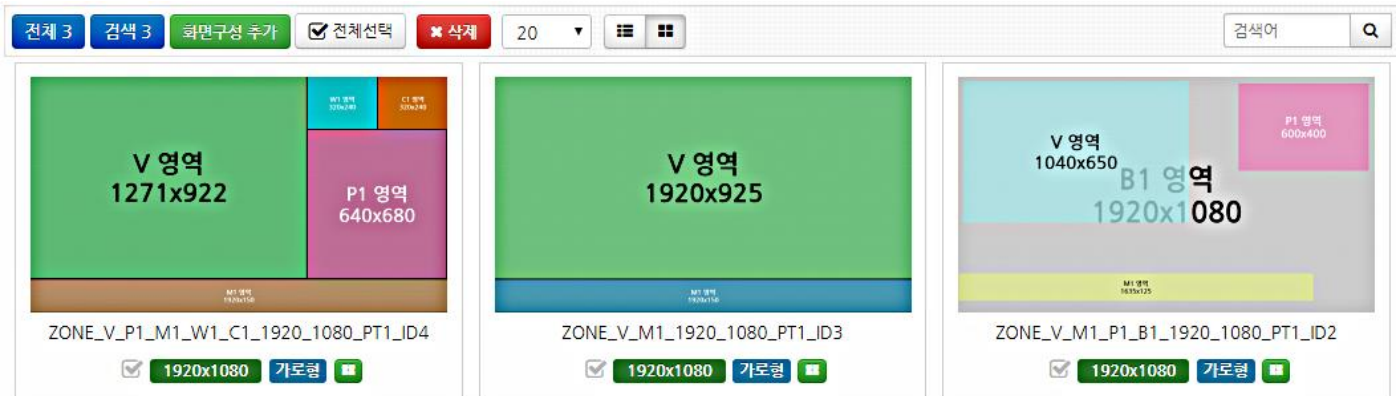 전체 3 검색 3 화면구성 추가 전체선택 삭제 20 검색어
W1 영역
320x240
C1 영역
320x240
V 영역
1271x922
P1 영역
640x680
M1 영역
1920x150
ZONE_V_P1_M1_W1_C1_1920_1080_PT1_ID4
1920x1080 가로형
V 영역
1920x925
M1 영역
1920x150
ZONE_V_M1_1920_1080_PT1_ID3
1920x1080 가로형
V 영역
1040x650
P1 영역
600x400
B1 영역
1920x1080
M1 영역
1635x125
ZONE_V_M1_P1_B1_1920_1080_PT1_ID2
1920x1080 가로형